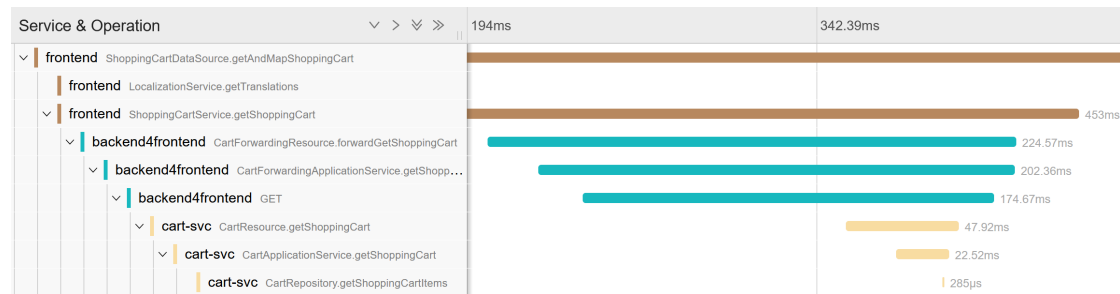 Service & Operation 194ms 342.39ms
frontend ShoppingCartDataSource.getAndMapShoppingCart
frontend LocalizationService.getTranslations
frontend ShoppingCartService.getShoppingCart 453ms
backend4frontend CartForwardingResource.forwardGetShoppingCart 224.57ms
backend4frontend CartForwardingApplicationService.getShopp... 202.36ms
backend4frontend GET 174.67ms
cart-svc CartResource.getShoppingCart 47.92ms
cart-svc CartApplicationService.getShoppingCart 22.52ms
cart-svc CartRepository.getShoppingCartItems 285μs